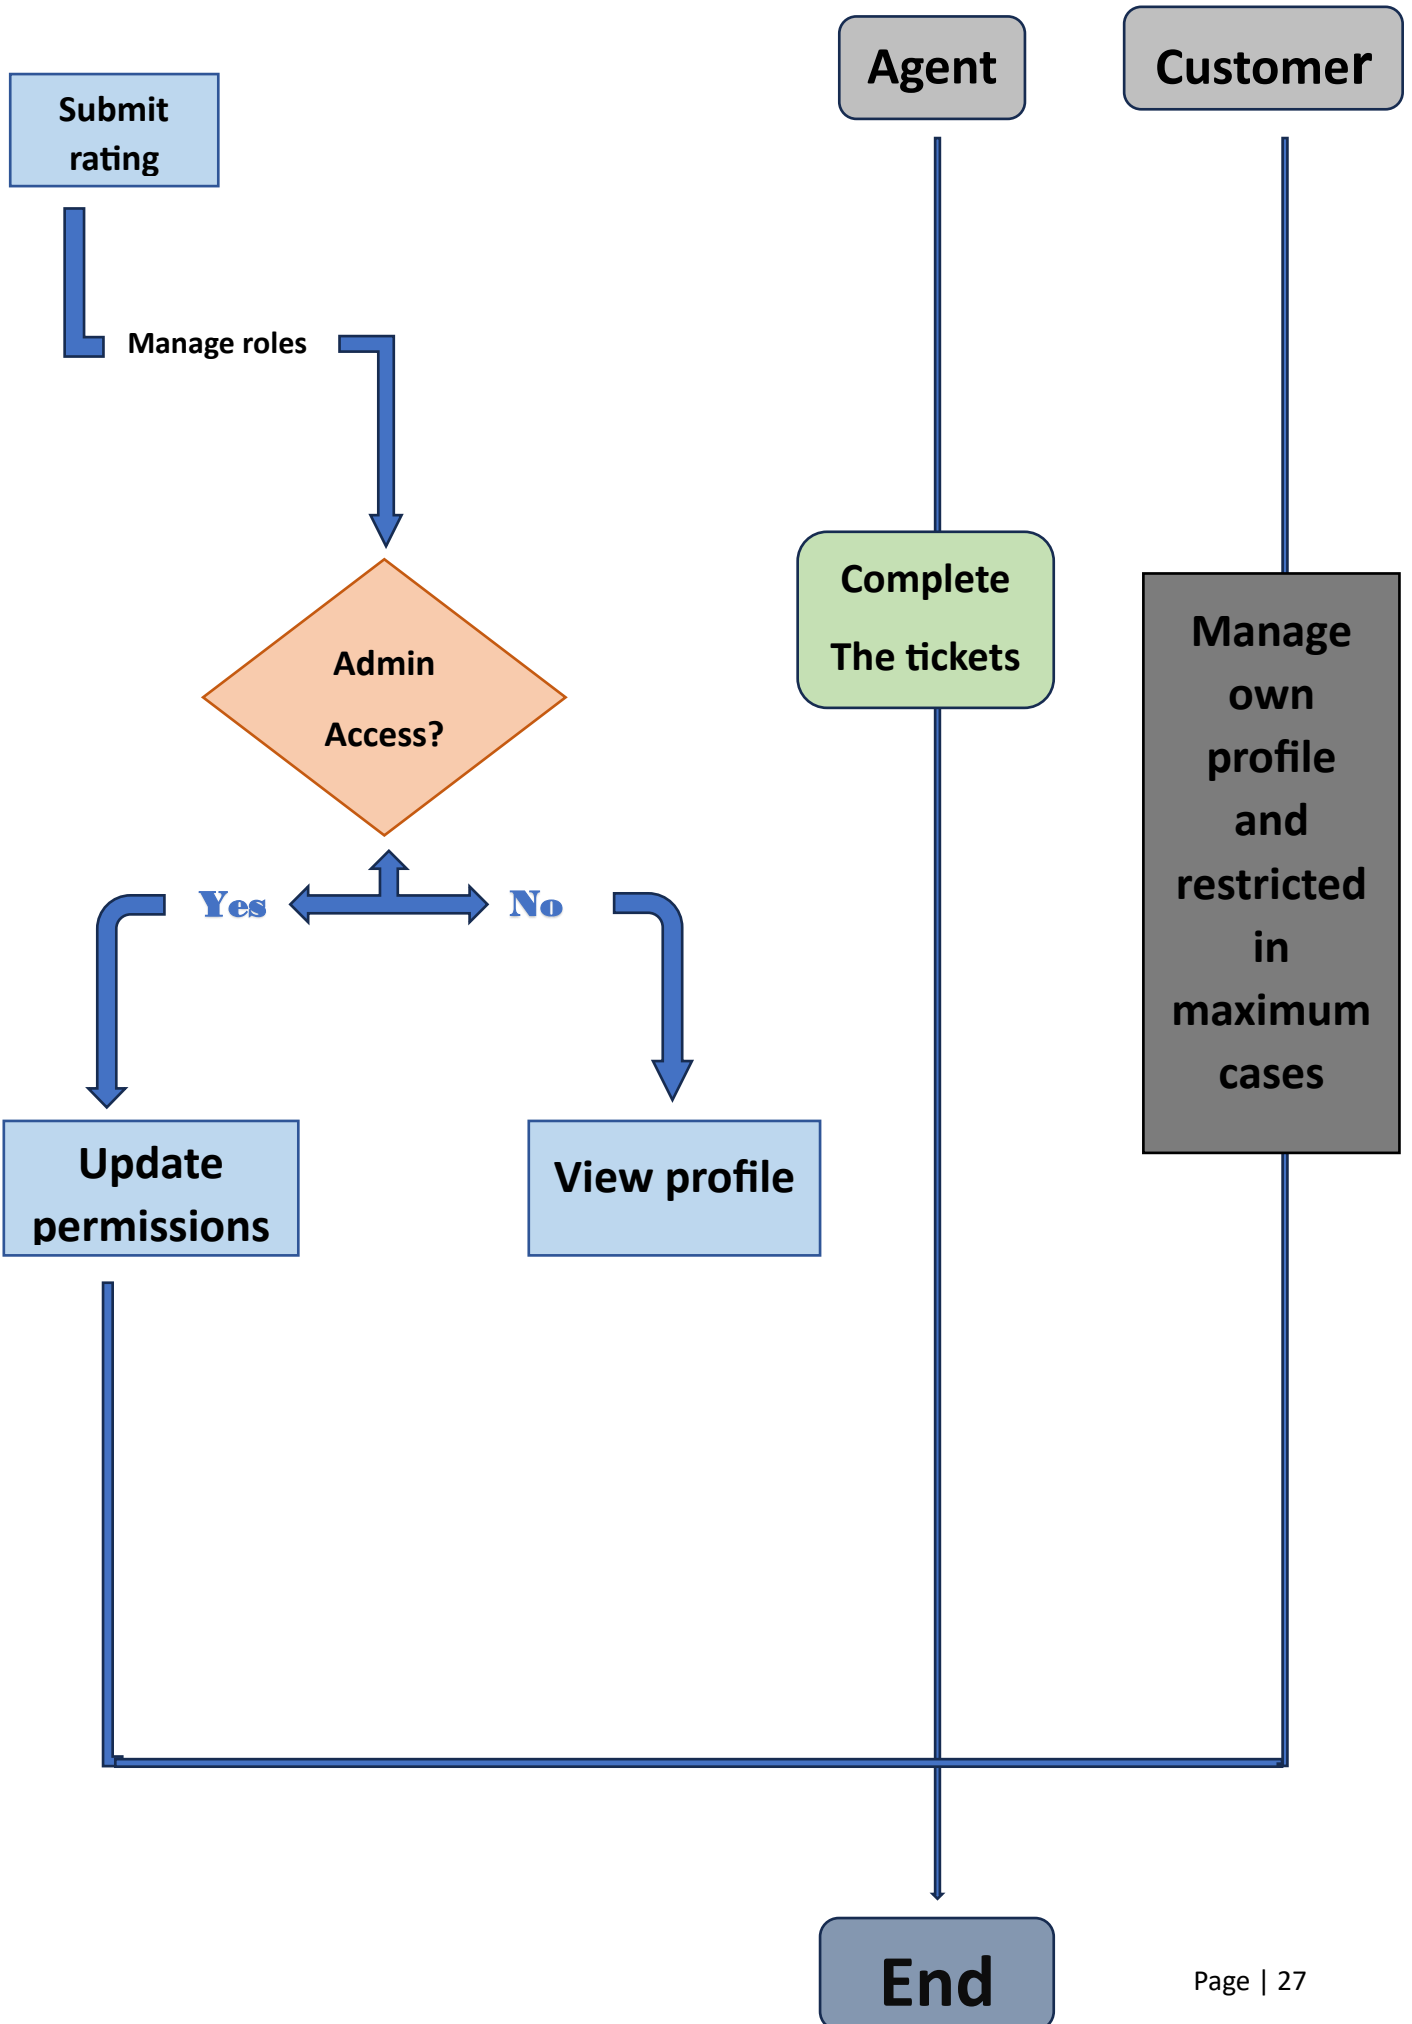 Agent
Customer
Submit
rating
Manage roles
Admin
Access?
Complete
The tickets
Manage
own
profile
and
restricted
in
maximum
cases
Yes
No
Update
permissions
View profile
End
Page | 27